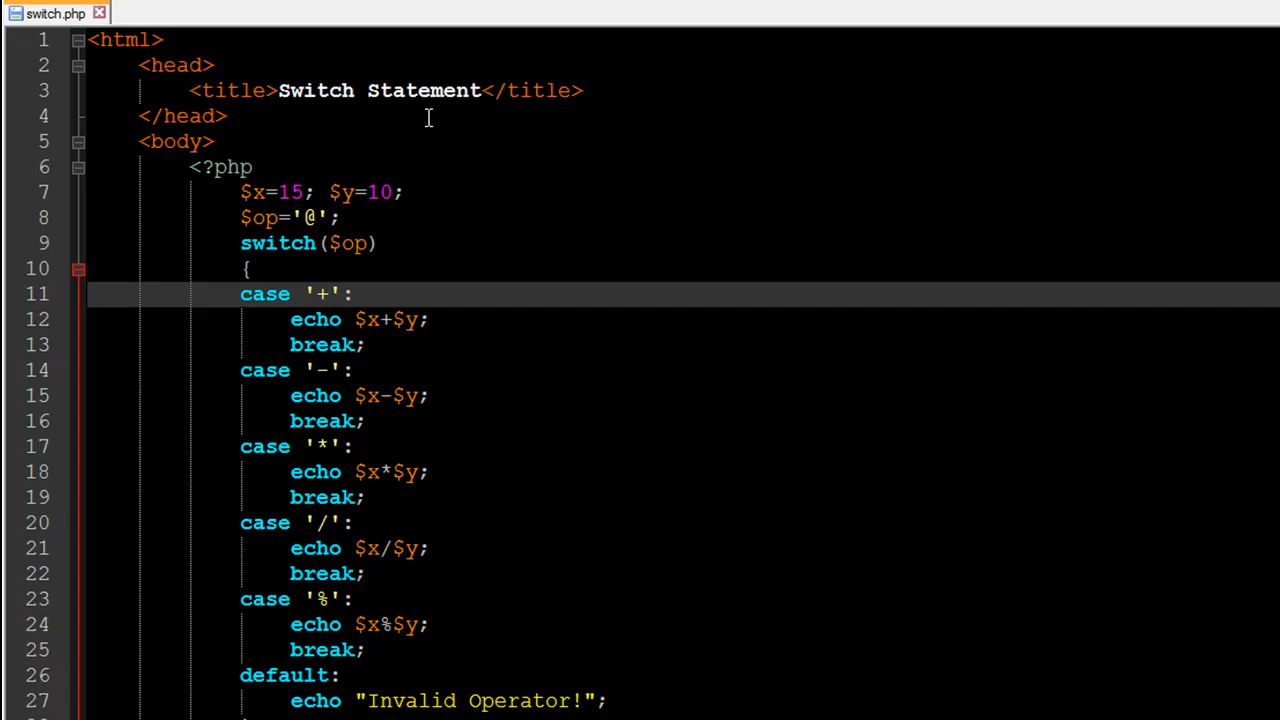 switch.php
1 <html>
2 <head>
3 <title>Switch Statement</title>
4 </head>
5 <body>
6 <?php
7 $x=15; $y=10;
8 $op='@';
9 switch($op)
10 {
11 case '+':
12 echo $x+$y;
13 break;
14 case '-':
15 echo $x-$y;
16 break;
17 case '*':
18 echo $x*$y;
19 break;
20 case '/':
21 echo $x/$y;
22 break;
23 case '%':
24 echo $x%$y;
25 break;
26 default:
27 echo "Invalid Operator!";